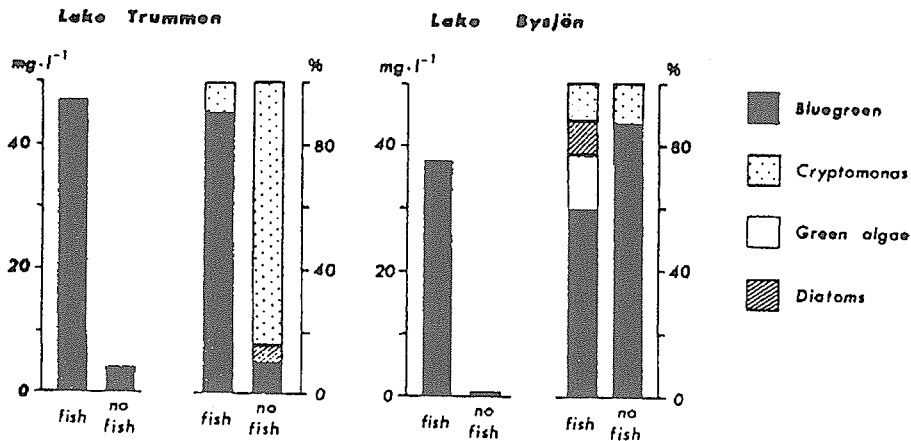 Lake Trummen
mg·l⁻¹
40
20
0
fish
no fish
%
80
40
0
fish
no fish
Lake Bysjön
mg·l⁻¹
40
20
0
fish
no fish
%
80
40
0
fish
no fish
Bluegreen
Cryptomonas
Green algae
Diatoms